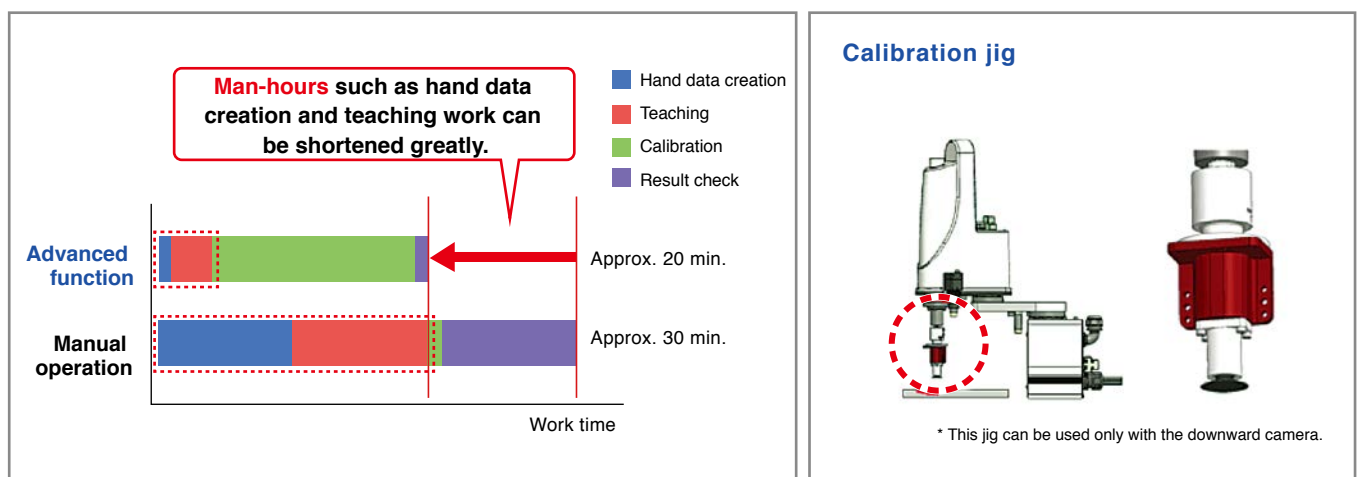 Man-hours such as hand data
creation and teaching work can
be shortened greatly.
Hand data creation
Teaching
Calibration
Result check
Advanced
function
Approx. 20 min.
Manual
operation
Approx. 30 min.
Work time
Calibration jig
* This jig can be used only with the downward camera.